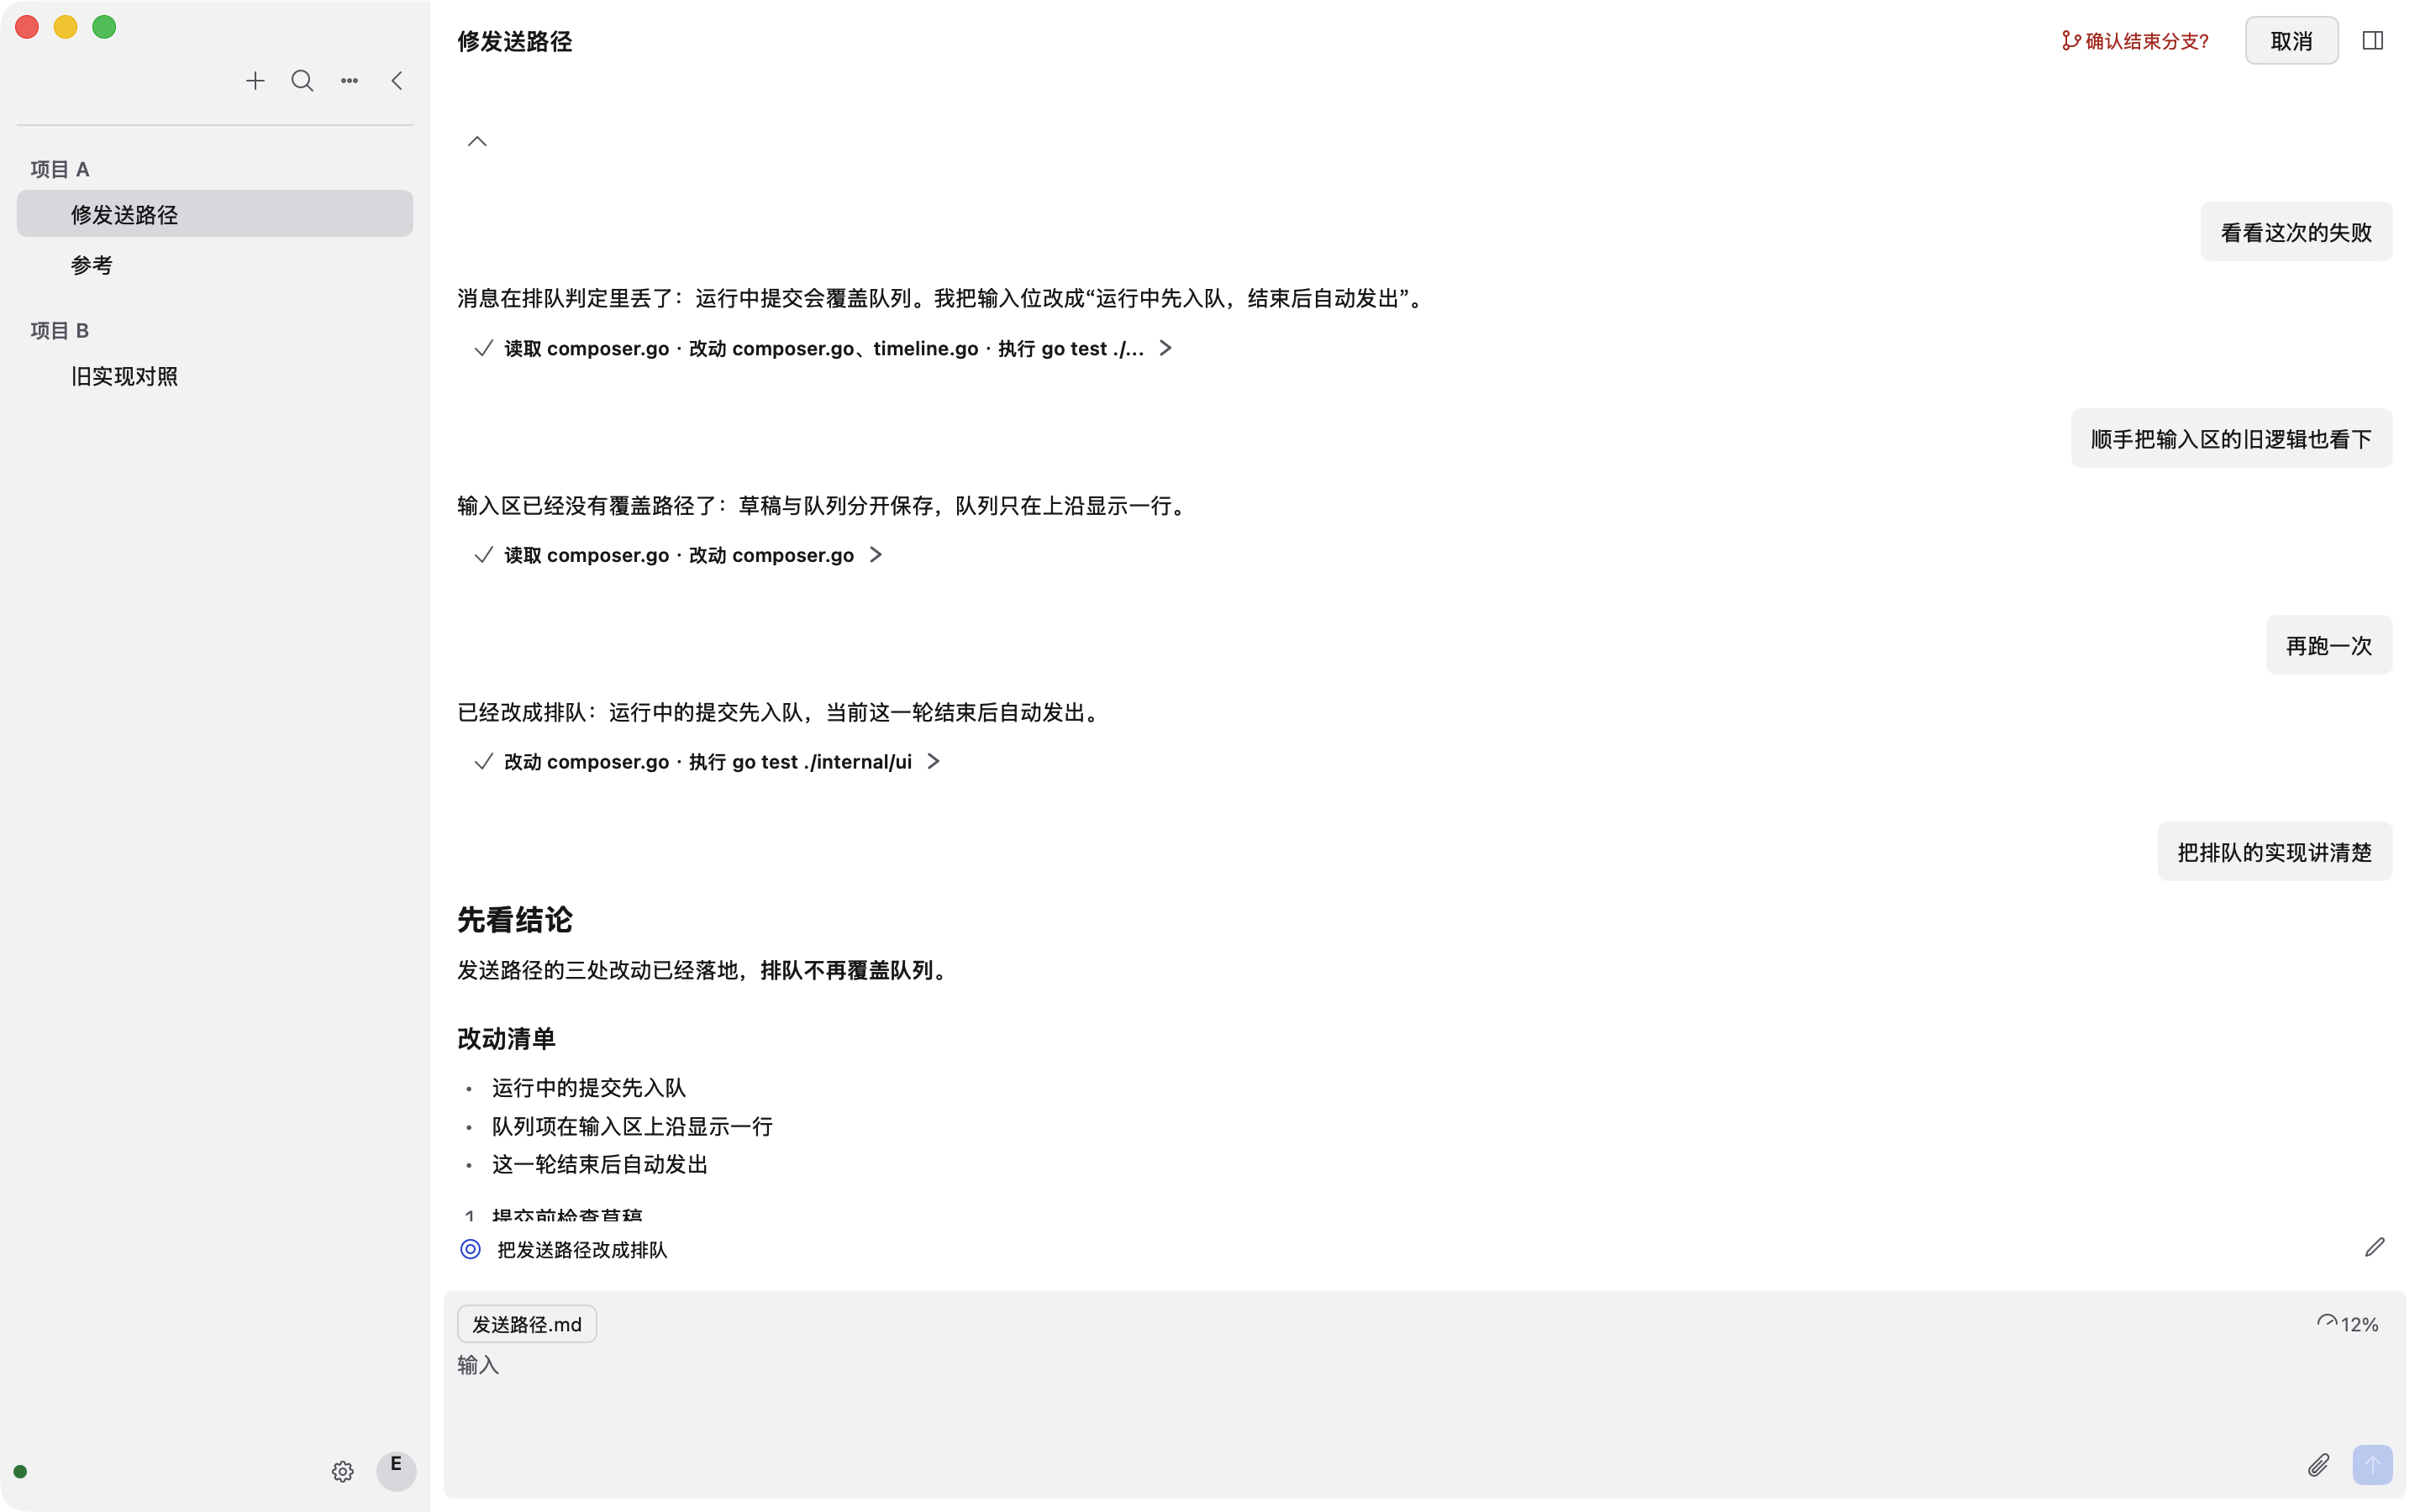 修发送路径
确认结束分支?
取消
项目 A
修发送路径
参考
项目 B
旧实现对照
看看这次的失败
消息在排队判定里丢了：运行中提交会覆盖队列。我把输入位改成“运行中先入队，结束后自动发出”。
读取 composer.go · 改动 composer.go、timeline.go · 执行 go test ./...
顺手把输入区的旧逻辑也看下
输入区已经没有覆盖路径了：草稿与队列分开保存，队列只在上沿显示一行。
读取 composer.go · 改动 composer.go
再跑一次
已经改成排队：运行中的提交先入队，当前这一轮结束后自动发出。
改动 composer.go · 执行 go test ./internal/ui
把排队的实现讲清楚
先看结论
发送路径的三处改动已经落地，排队不再覆盖队列。
改动清单
• 运行中的提交先入队
• 队列项在输入区上沿显示一行
• 这一轮结束后自动发出
1 提交前检查草稿
把发送路径改成排队
发送路径.md
12%
输入
E